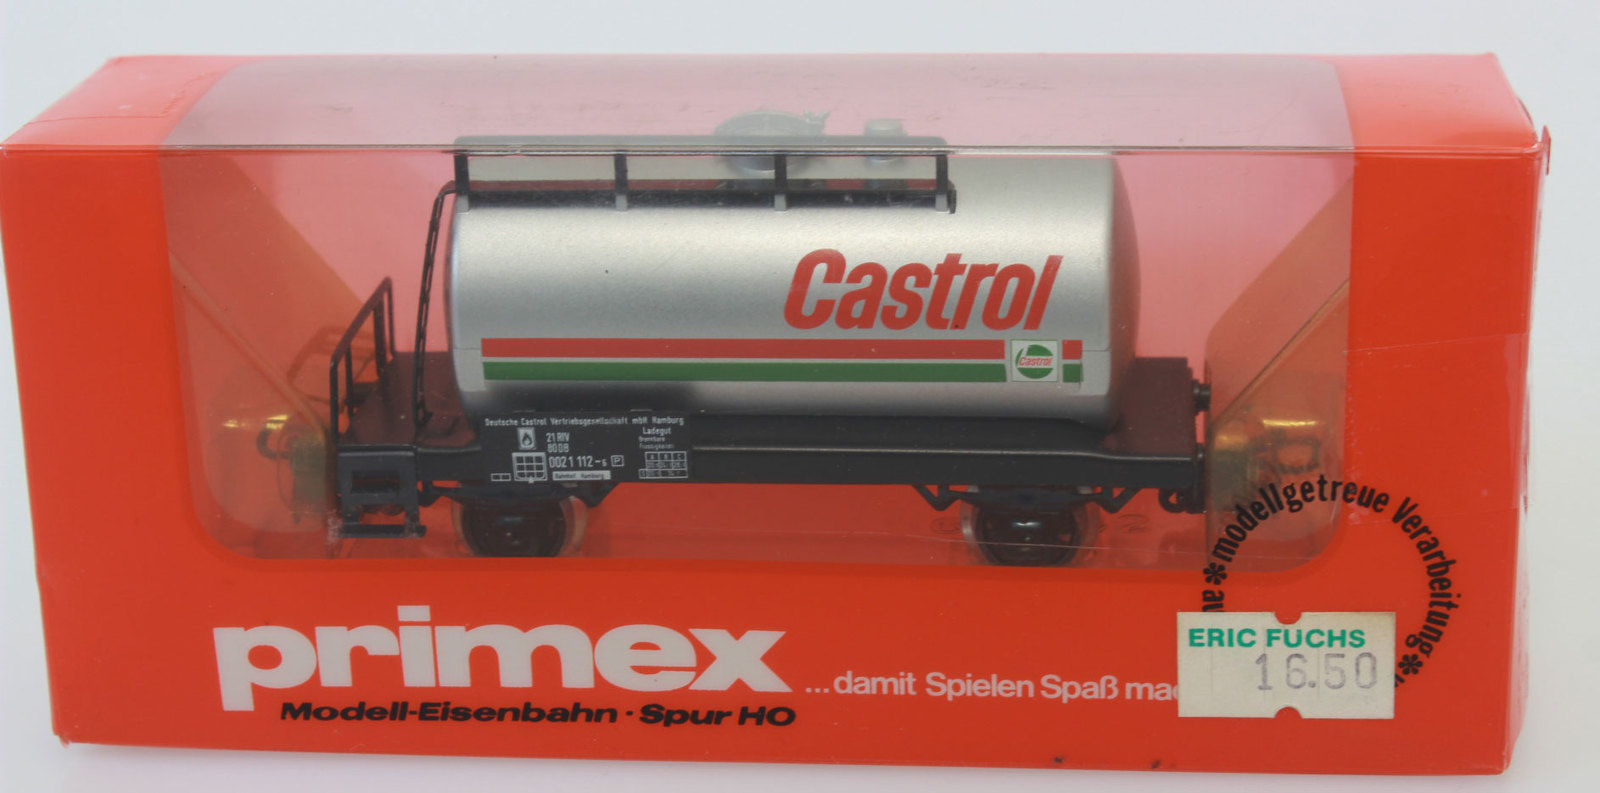 Castrol
Castrol
Deutsche Castrol Vertriebsgesellschaft mbH Hamburg
Ladegut
21 RIV
80 DB
0021 112-5 P
A B C
primex
...damit Spielen Spaß mac
Modell-Eisenbahn · Spur HO
* modellgetreue Verarbeitung *
ERIC FUCHS
16.50